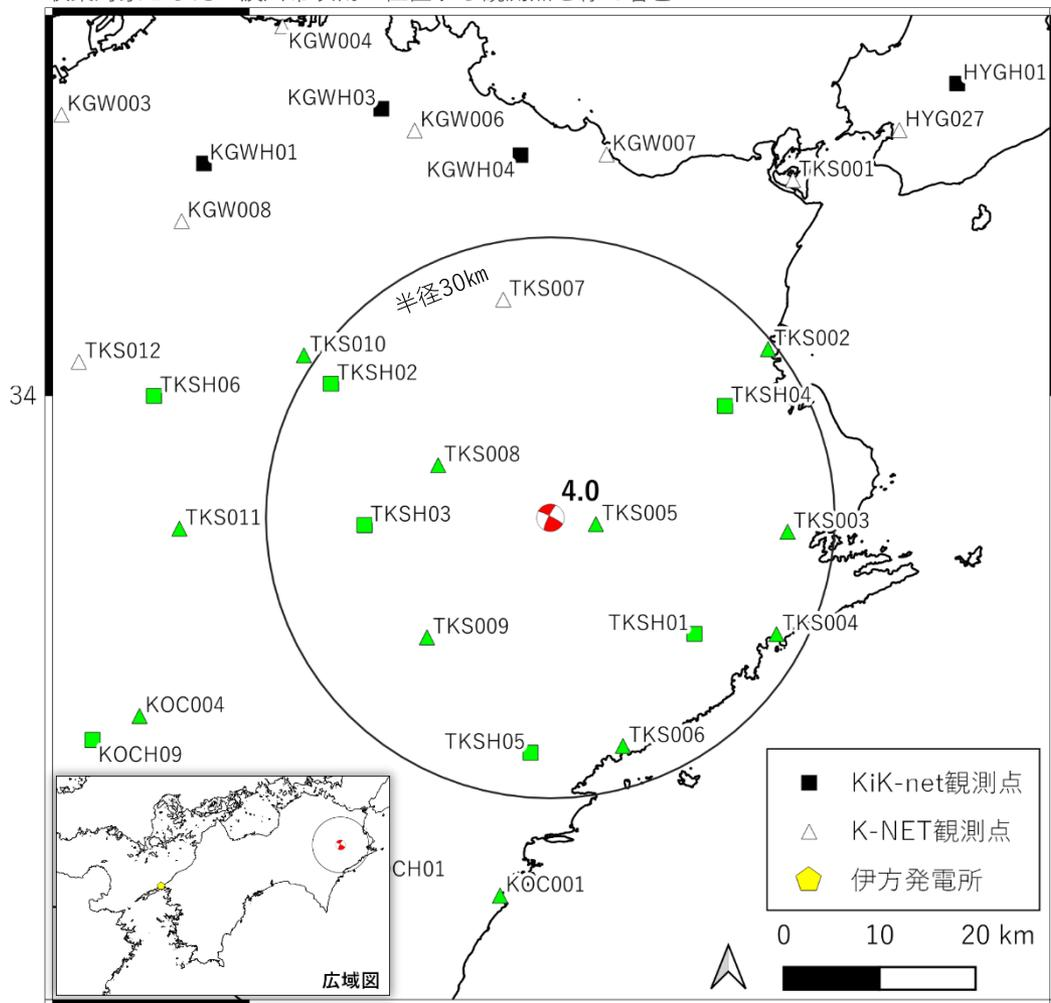 KGW004
KGW003
KGWH03
HYGH01
KGW006
HYG027
KGW007
KGWH01
KGWH04
TKS001
KGW008
半径30km
TKS007
TKS010
TKS002
TKS012
TKSH02
TKSH06
34
TKSH04
TKS008
4.0
TKSH03
TKS005
TKS011
TKS003
TKS009
TKSH01
TKS004
KOC004
TKSH05
TKS006
KOCH09
KiK-net観測点
K-NET観測点
伊方発電所
CH01
KOC001
広域図
0 10 20 km